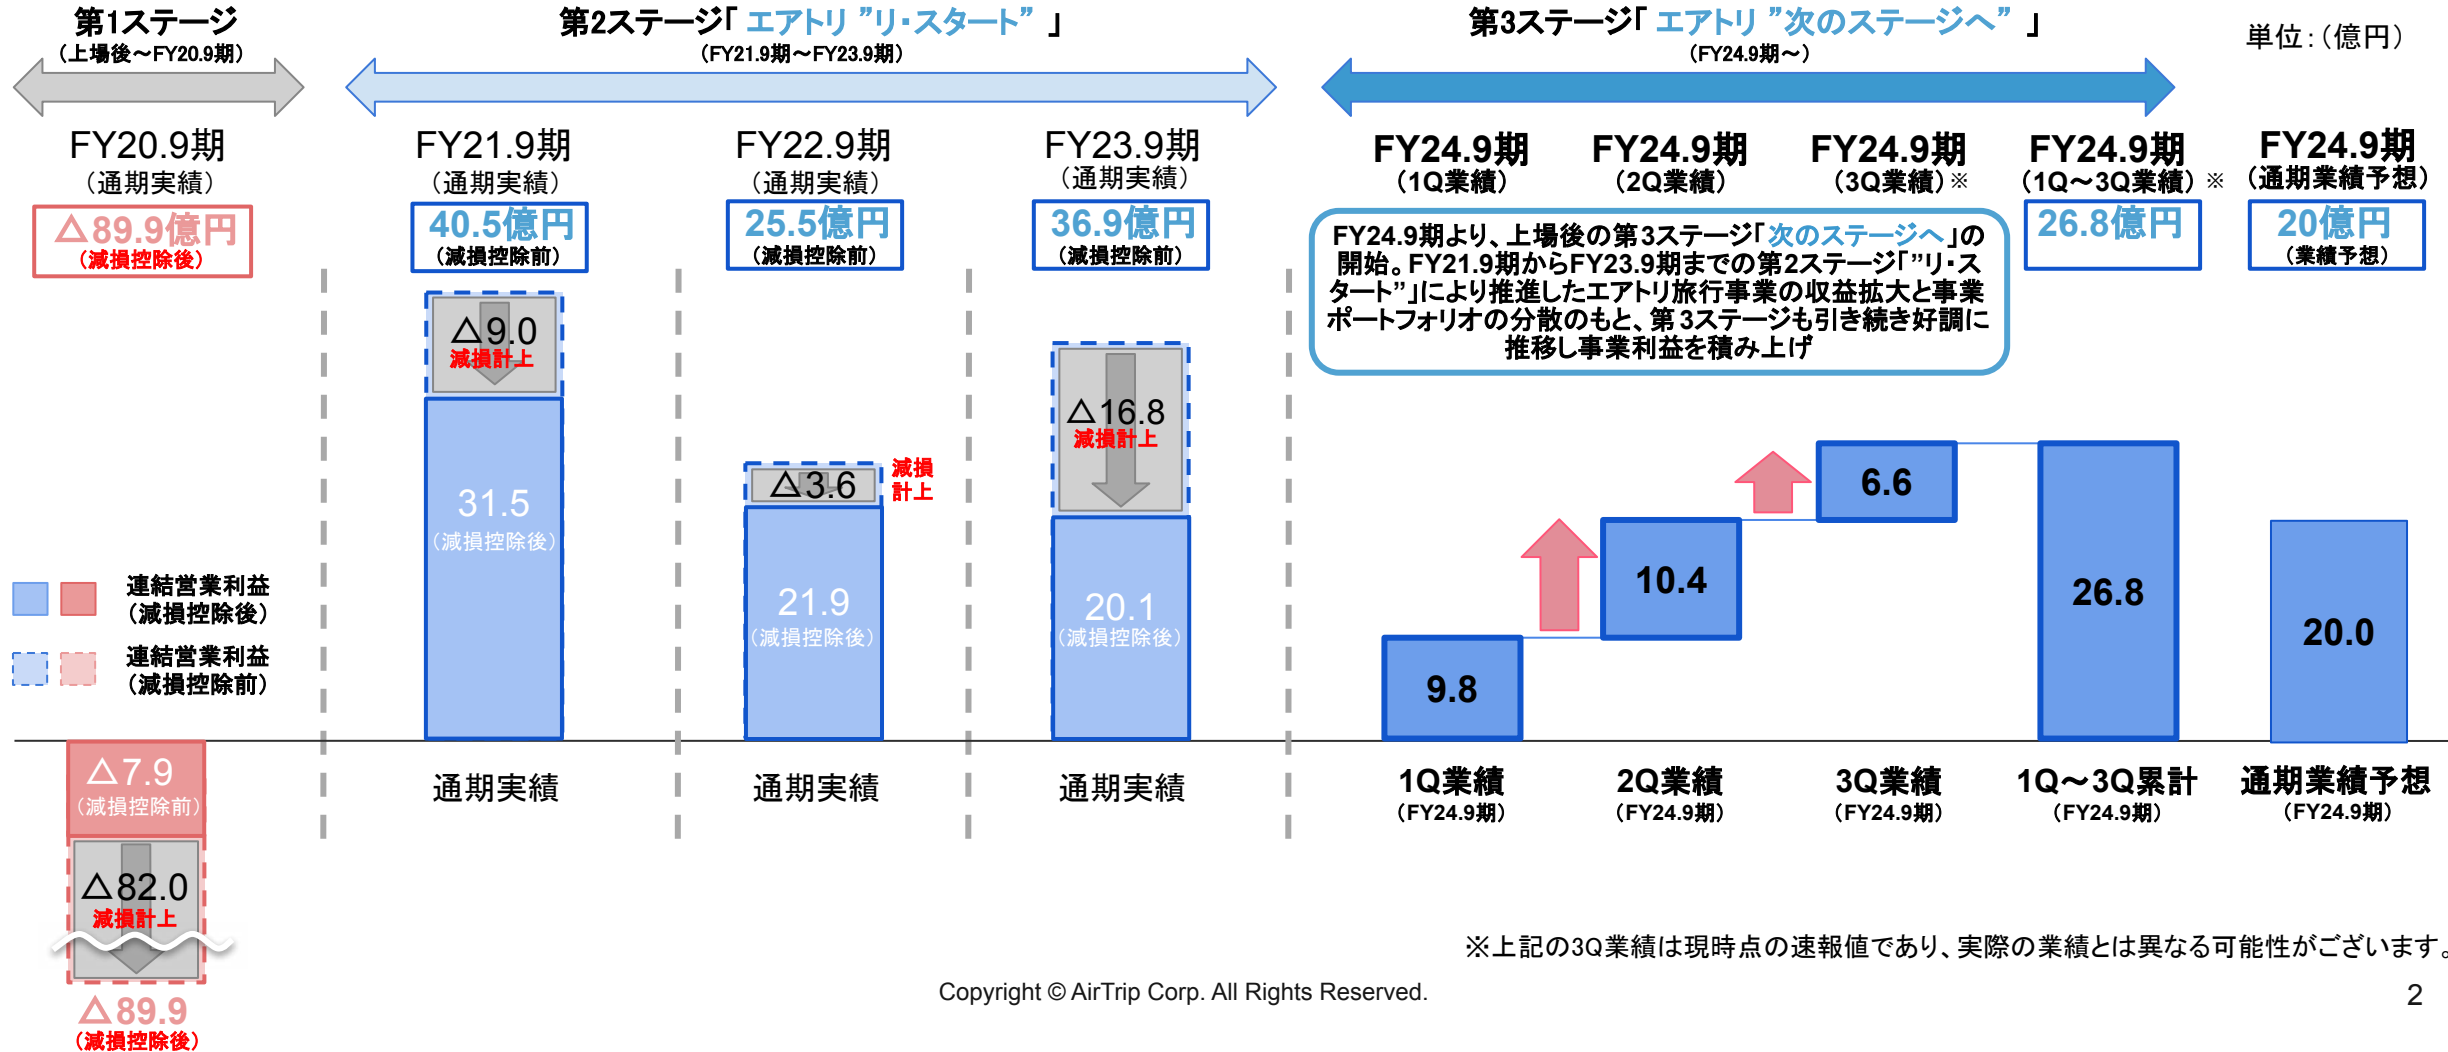 第1ステージ
（上場後～FY20.9期）
第2ステージ「 エアトリ ”リ・スタート” 」
（FY21.9期～FY23.9期）
第3ステージ「 エアトリ ”次のステージへ” 」
（FY24.9期～）
単位：（億円）
FY20.9期
（通期実績）
△89.9億円
（減損控除後）
FY21.9期
（通期実績）
40.5億円
（減損控除前）
FY22.9期
（通期実績）
25.5億円
（減損控除前）
FY23.9期
（通期実績）
36.9億円
（減損控除前）
FY24.9期
（1Q業績）
FY24.9期
（2Q業績）
FY24.9期
（3Q業績）※
FY24.9期
（1Q～3Q業績）※
26.8億円
FY24.9期
（通期業績予想）
20億円
（業績予想）
FY24.9期より、上場後の第3ステージ「次のステージへ」の
開始。FY21.9期からFY23.9期までの第2ステージ「”リ・ス
タート”」により推進したエアトリ旅行事業の収益拡大と事業
ポートフォリオの分散のもと、第3ステージも引き続き好調に
推移し事業利益を積み上げ
△9.0
減損計上
31.5
（減損控除後）
△3.6
減損
計上
21.9
（減損控除後）
△16.8
減損計上
20.1
（減損控除後）
9.8
10.4
6.6
26.8
20.0
連結営業利益
（減損控除後）
連結営業利益
（減損控除前）
△7.9
（減損控除前）
△82.0
減損計上
△89.9
（減損控除後）
通期実績
通期実績
通期実績
1Q業績
（FY24.9期）
2Q業績
（FY24.9期）
3Q業績
（FY24.9期）
1Q～3Q累計
（FY24.9期）
通期業績予想
（FY24.9期）
※上記の3Q業績は現時点の速報値であり、実際の業績とは異なる可能性がございます。
Copyright © AirTrip Corp. All Rights Reserved.
2